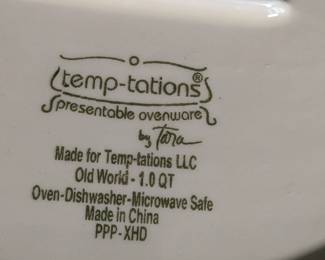 temp-tations®
presentable ovenware
by Tara
Made for Temp-tations LLC
Old World - 1.0 QT
Oven-Dishwasher-Microwave Safe
Made in China
PPP-XHD